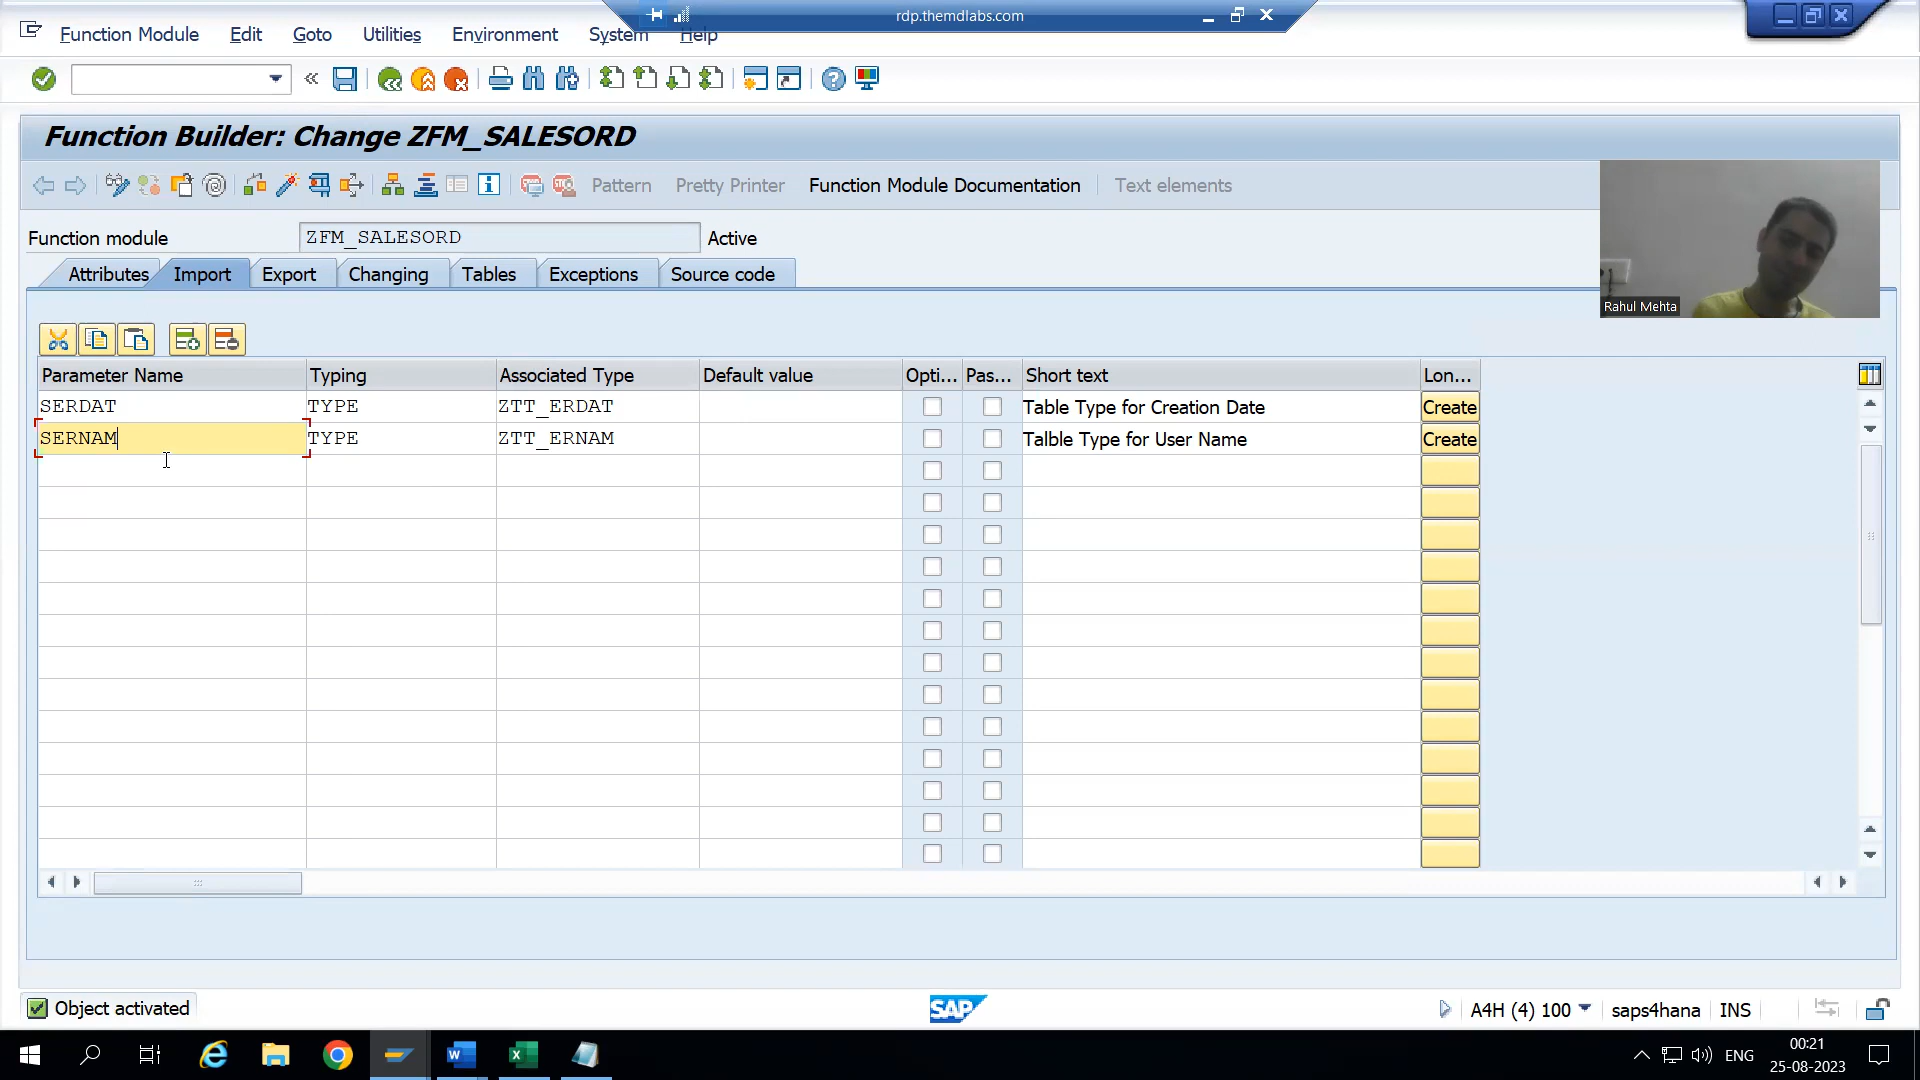 rdp.themdlabs.com
Function Module Edit Goto Utilities Environment System Help
Function Builder: Change ZFM_SALESORD
Pattern Pretty Printer Function Module Documentation Text elements
Function module ZFM_SALESORD Active
Attributes Import Export Changing Tables Exceptions Source code
Rahul Mehta
Parameter Name Typing Associated Type Default value Opti... Pas... Short text Lon...
SERDAT TYPE ZTT_ERDAT Table Type for Creation Date Create
SERNAM TYPE ZTT_ERNAM Talble Type for User Name Create
Object activated SAP A4H (4) 100 saps4hana INS
00:21
ENG
25-08-2023